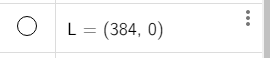 L = (384, 0)